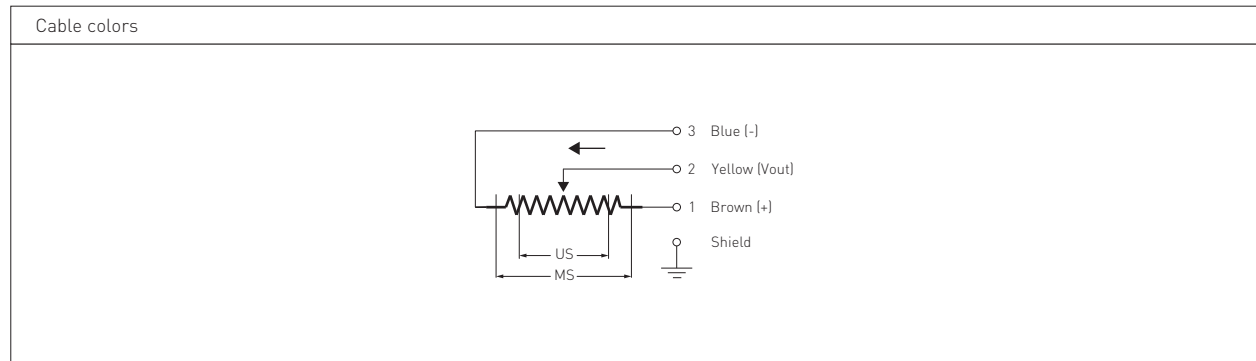 Cable colors
3 Blue (-)
2 Yellow (Vout)
1 Brown (+)
Shield
US
MS